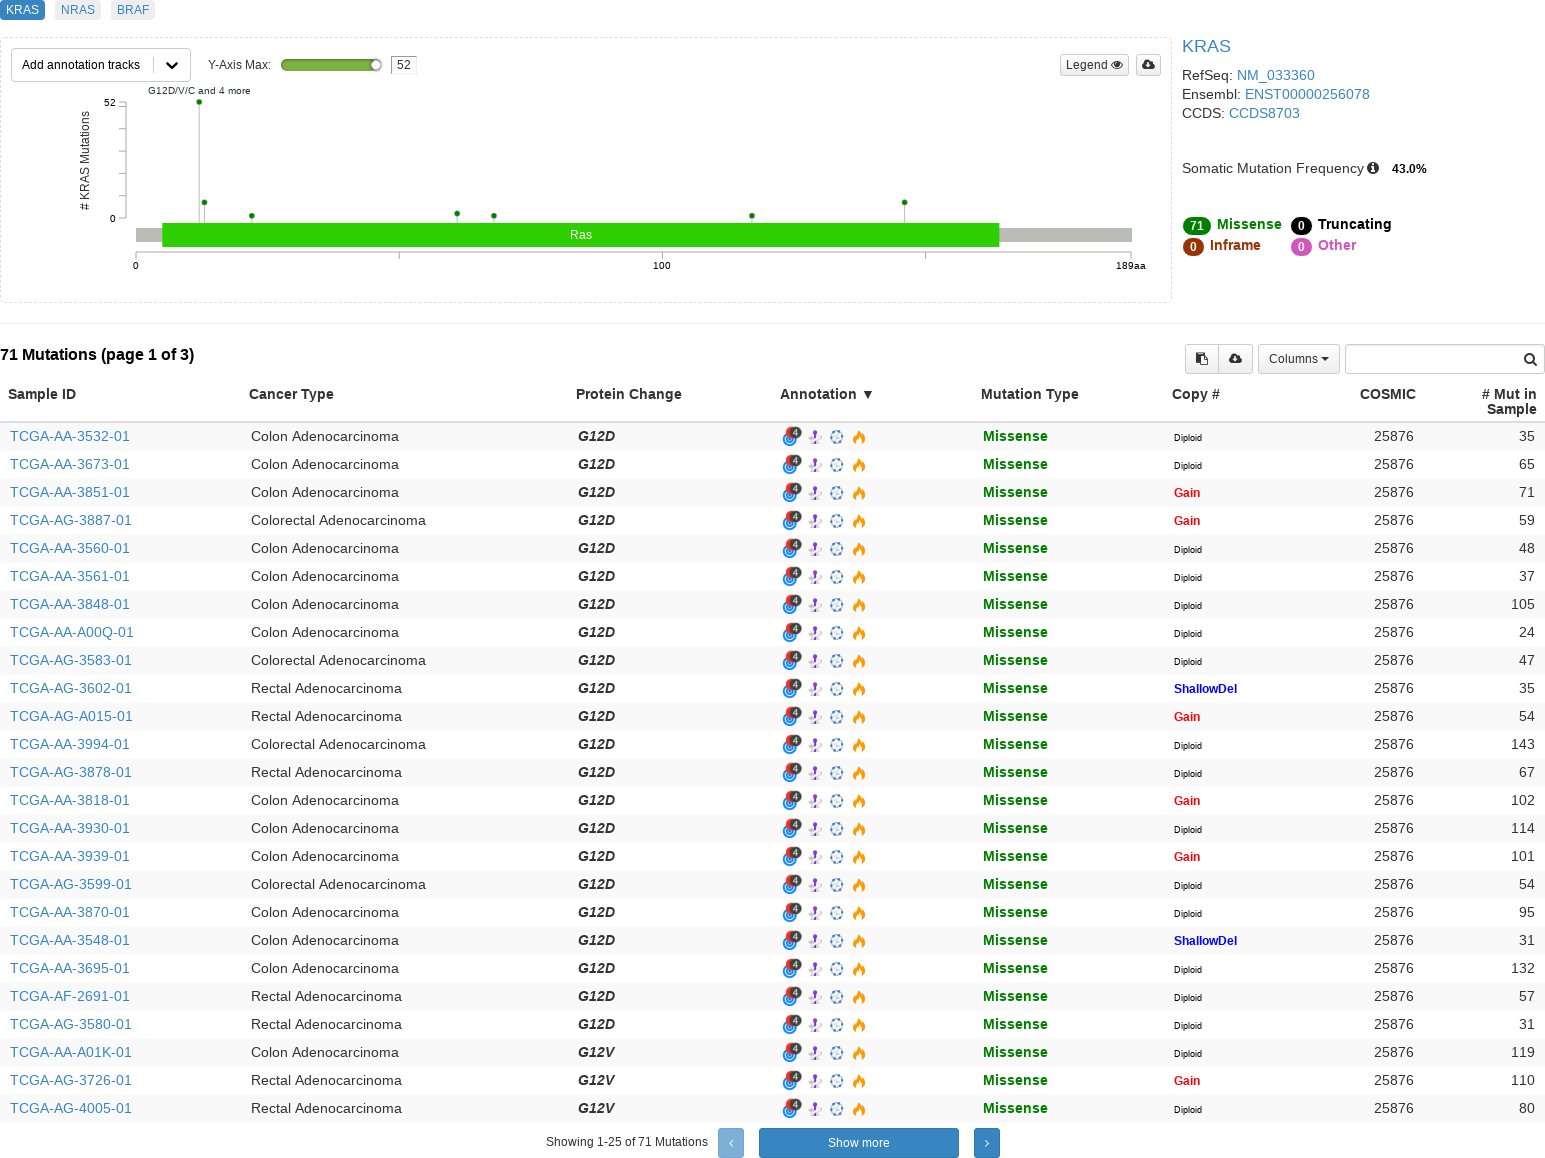 KRAS NRAS BRAF
Add annotation tracks Y-Axis Max: 52 Legend
G12D/V/C and 4 more
52
# KRAS Mutations
0
Ras
0 100 189aa
KRAS
RefSeq: NM_033360
Ensembl: ENST00000256078
CCDS: CCDS8703
Somatic Mutation Frequency 43.0%
71 Missense 0 Truncating
0 Inframe 0 Other
71 Mutations (page 1 of 3) Columns
Sample ID Cancer Type Protein Change Annotation ▼ Mutation Type Copy # COSMIC # Mut in
Sample
TCGA-AA-3532-01 Colon Adenocarcinoma G12D 4 Missense Diploid 25876 35
TCGA-AA-3673-01 Colon Adenocarcinoma G12D 4 Missense Diploid 25876 65
TCGA-AA-3851-01 Colon Adenocarcinoma G12D 4 Missense Gain 25876 71
TCGA-AG-3887-01 Colorectal Adenocarcinoma G12D 4 Missense Gain 25876 59
TCGA-AA-3560-01 Colon Adenocarcinoma G12D 4 Missense Diploid 25876 48
TCGA-AA-3561-01 Colon Adenocarcinoma G12D 4 Missense Diploid 25876 37
TCGA-AA-3848-01 Colon Adenocarcinoma G12D 4 Missense Diploid 25876 105
TCGA-AA-A00Q-01 Colon Adenocarcinoma G12D 4 Missense Diploid 25876 24
TCGA-AG-3583-01 Colorectal Adenocarcinoma G12D 4 Missense Diploid 25876 47
TCGA-AG-3602-01 Rectal Adenocarcinoma G12D 4 Missense ShallowDel 25876 35
TCGA-AG-A015-01 Rectal Adenocarcinoma G12D 4 Missense Gain 25876 54
TCGA-AA-3994-01 Colorectal Adenocarcinoma G12D 4 Missense Diploid 25876 143
TCGA-AG-3878-01 Rectal Adenocarcinoma G12D 4 Missense Diploid 25876 67
TCGA-AA-3818-01 Colon Adenocarcinoma G12D 4 Missense Gain 25876 102
TCGA-AA-3930-01 Colon Adenocarcinoma G12D 4 Missense Diploid 25876 114
TCGA-AA-3939-01 Colon Adenocarcinoma G12D 4 Missense Gain 25876 101
TCGA-AG-3599-01 Colorectal Adenocarcinoma G12D 4 Missense Diploid 25876 54
TCGA-AA-3870-01 Colon Adenocarcinoma G12D 4 Missense Diploid 25876 95
TCGA-AA-3548-01 Colon Adenocarcinoma G12D 4 Missense ShallowDel 25876 31
TCGA-AA-3695-01 Colon Adenocarcinoma G12D 4 Missense Diploid 25876 132
TCGA-AF-2691-01 Rectal Adenocarcinoma G12D 4 Missense Diploid 25876 57
TCGA-AG-3580-01 Rectal Adenocarcinoma G12D 4 Missense Diploid 25876 31
TCGA-AA-A01K-01 Colon Adenocarcinoma G12V 4 Missense Diploid 25876 119
TCGA-AG-3726-01 Rectal Adenocarcinoma G12V 4 Missense Gain 25876 110
TCGA-AG-4005-01 Rectal Adenocarcinoma G12V 4 Missense Diploid 25876 80
Showing 1-25 of 71 Mutations ‹ Show more ›